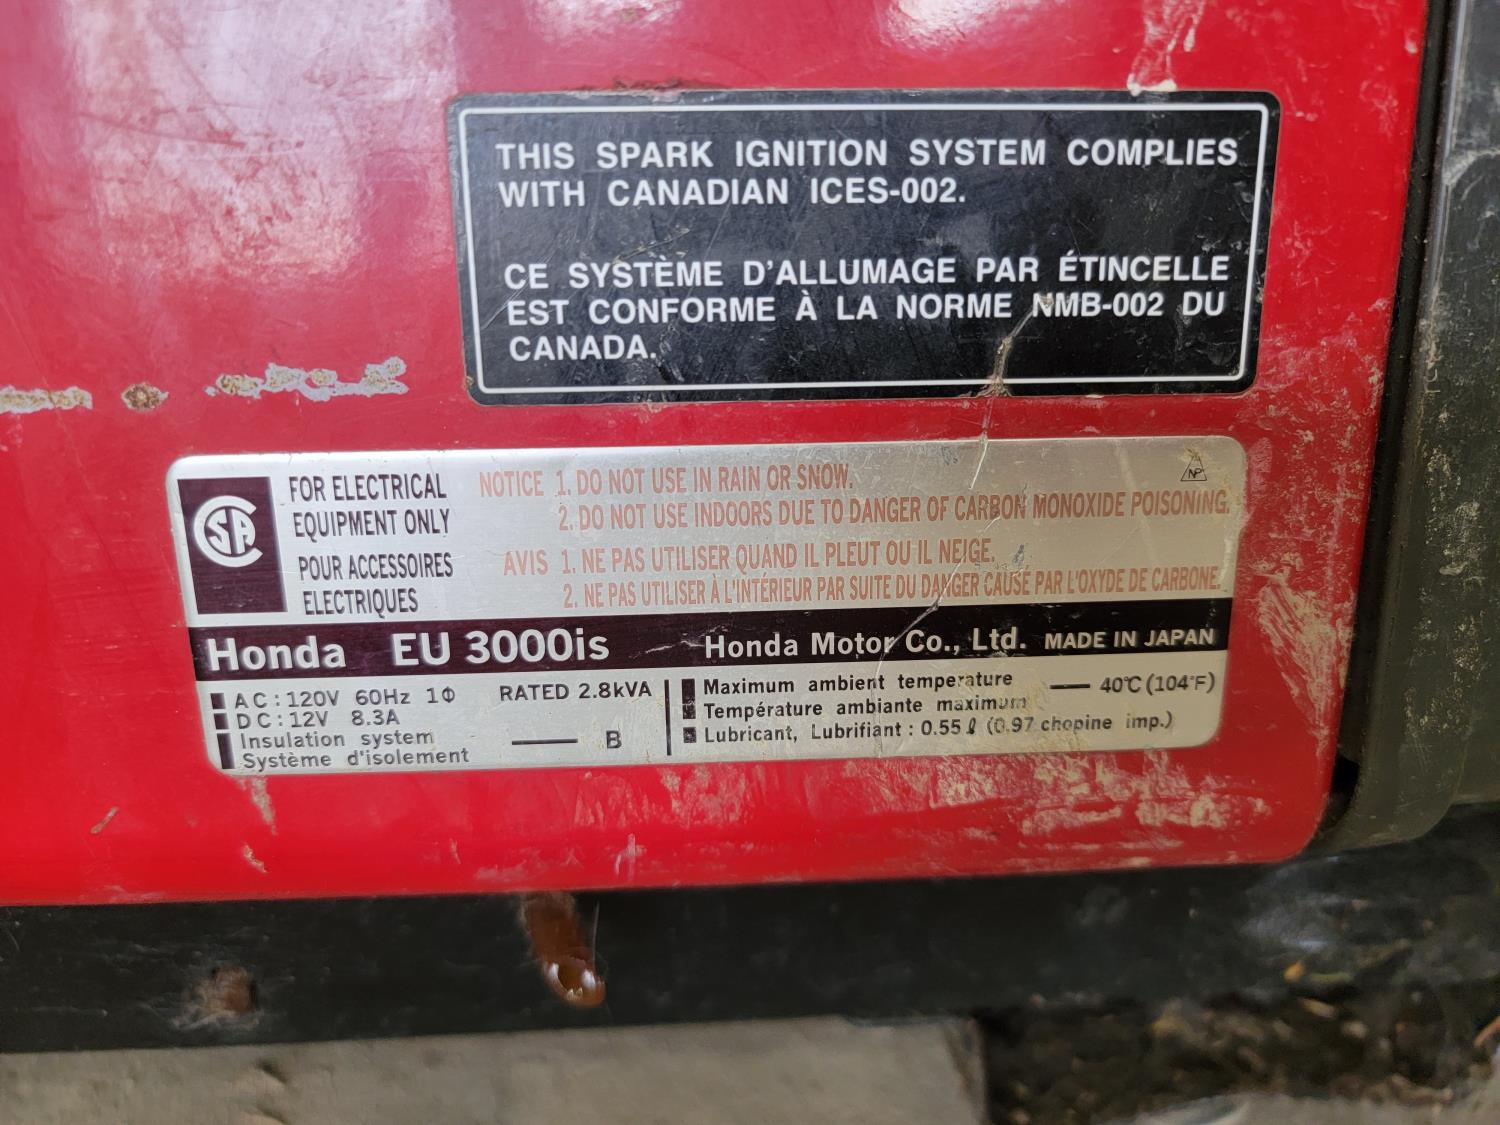 THIS SPARK IGNITION SYSTEM COMPLIES
WITH CANADIAN ICES-002.
CE SYSTÈME D'ALLUMAGE PAR ÉTINCELLE
EST CONFORME À LA NORME NMB-002 DU
CANADA.
NP
CSA
FOR ELECTRICAL
EQUIPMENT ONLY
POUR ACCESSOIRES
ELECTRIQUES
NOTICE 1. DO NOT USE IN RAIN OR SNOW.
2. DO NOT USE INDOORS DUE TO DANGER OF CARBON MONOXIDE POISONING.
AVIS 1. NE PAS UTILISER QUAND IL PLEUT OU IL NEIGE.
2. NE PAS UTILISER À L'INTÉRIEUR PAR SUITE DU DANGER CAUSÉ PAR L'OXYDE DE CARBONE.
Honda EU 3000is Honda Motor Co., Ltd. MADE IN JAPAN
AC : 120V 60Hz 1Φ RATED 2.8kVA
DC : 12V 8.3A
Insulation system
Système d'isolement — B
Maximum ambient temperature
Température ambiante maximum — 40℃ (104°F)
Lubricant, Lubrifiant : 0.55 ℓ (0.97 chopine imp.)